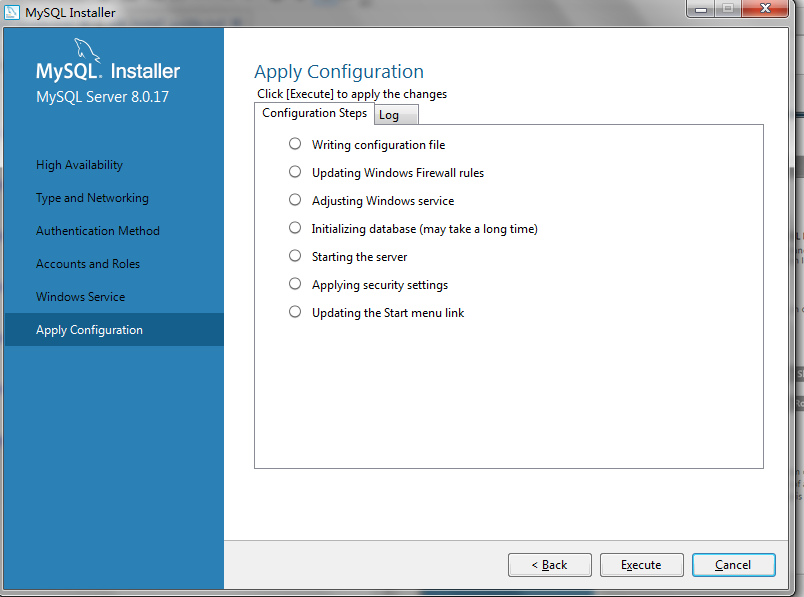 MySQL Installer
MySQL. Installer
MySQL Server 8.0.17
High Availability
Type and Networking
Authentication Method
Accounts and Roles
Windows Service
Apply Configuration
Apply Configuration
Click [Execute] to apply the changes
Configuration Steps Log
Writing configuration file
Updating Windows Firewall rules
Adjusting Windows service
Initializing database (may take a long time)
Starting the server
Applying security settings
Updating the Start menu link
< Back Execute Cancel